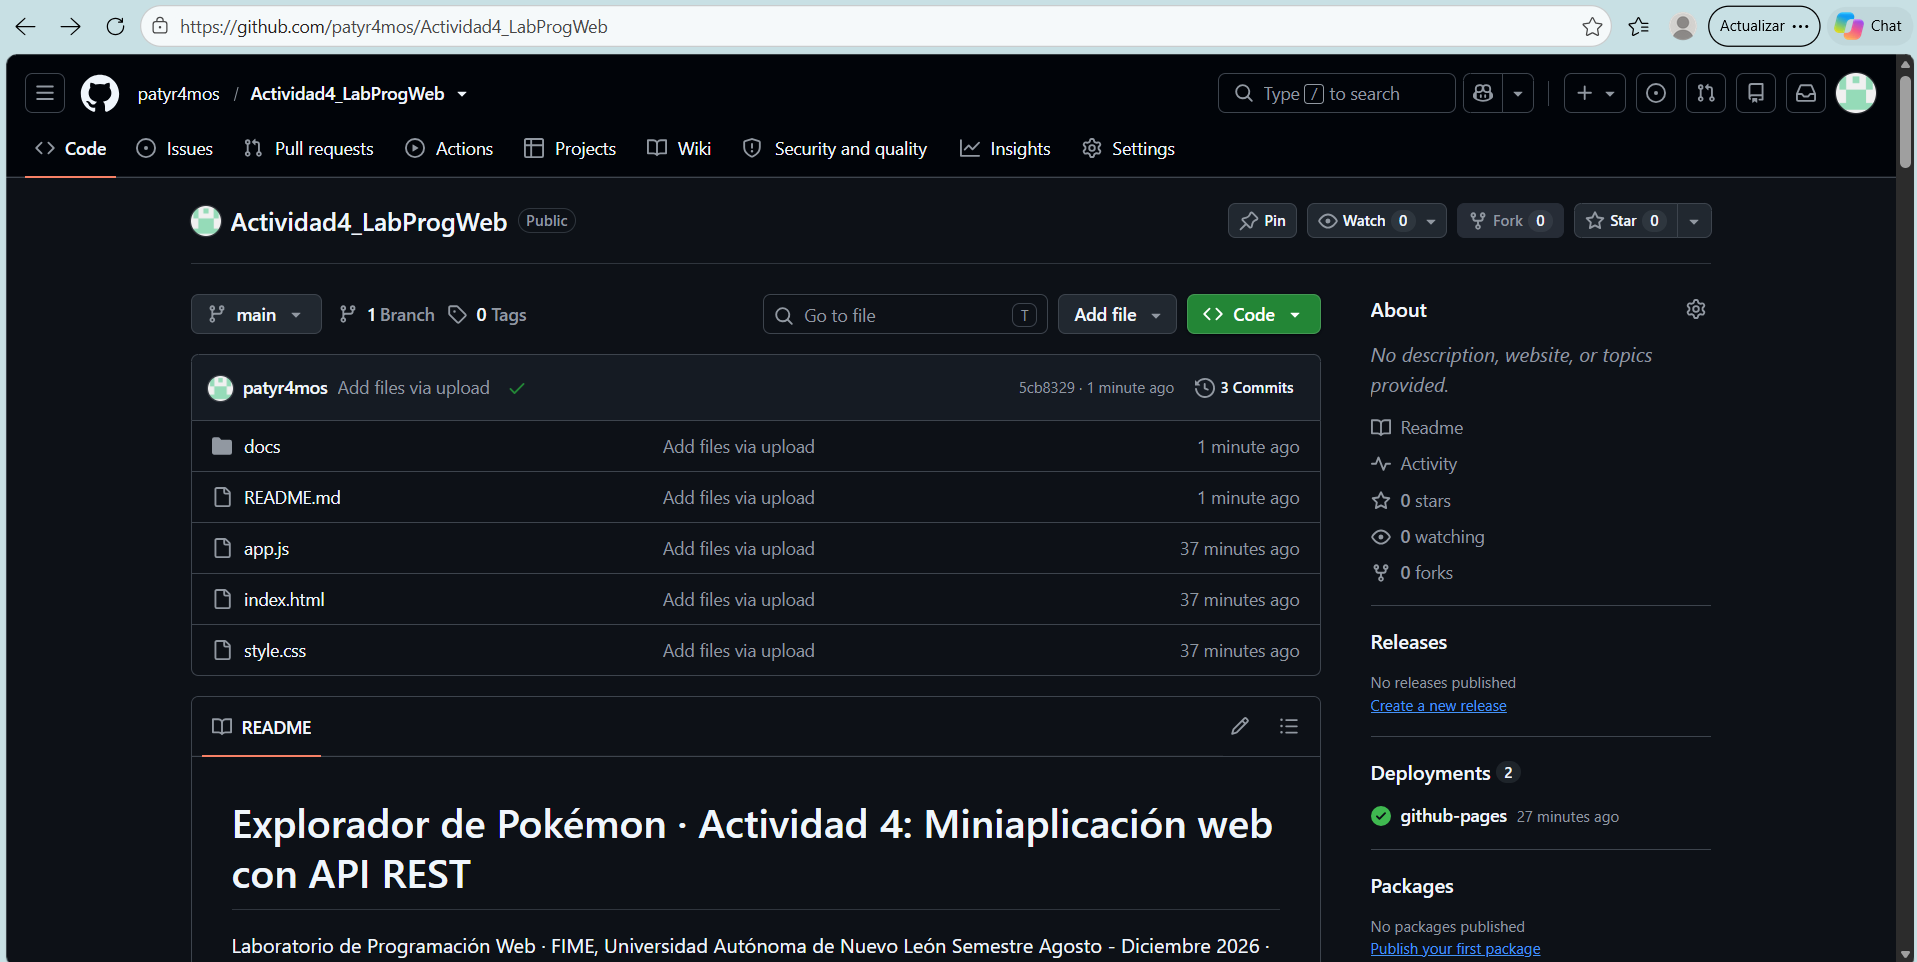 https://github.com/patyr4mos/Actividad4_LabProgWeb
Actualizar ···
Chat
patyr4mos / Actividad4_LabProgWeb
Type / to search
Code
Issues
Pull requests
Actions
Projects
Wiki
Security and quality
Insights
Settings
Actividad4_LabProgWeb Public
Pin
Watch 0
Fork 0
Star 0
main
1 Branch
0 Tags
Go to file T
Add file
Code
patyr4mos Add files via upload
5cb8329 · 1 minute ago
3 Commits
docs Add files via upload 1 minute ago
README.md Add files via upload 1 minute ago
app.js Add files via upload 37 minutes ago
index.html Add files via upload 37 minutes ago
style.css Add files via upload 37 minutes ago
README
Explorador de Pokémon · Actividad 4: Miniaplicación web
con API REST
Laboratorio de Programación Web · FIME, Universidad Autónoma de Nuevo León Semestre Agosto - Diciembre 2026 ·
About
No description, website, or topics
provided.
Readme
Activity
0 stars
0 watching
0 forks
Releases
No releases published
Create a new release
Deployments 2
github-pages 27 minutes ago
Packages
No packages published
Publish your first package